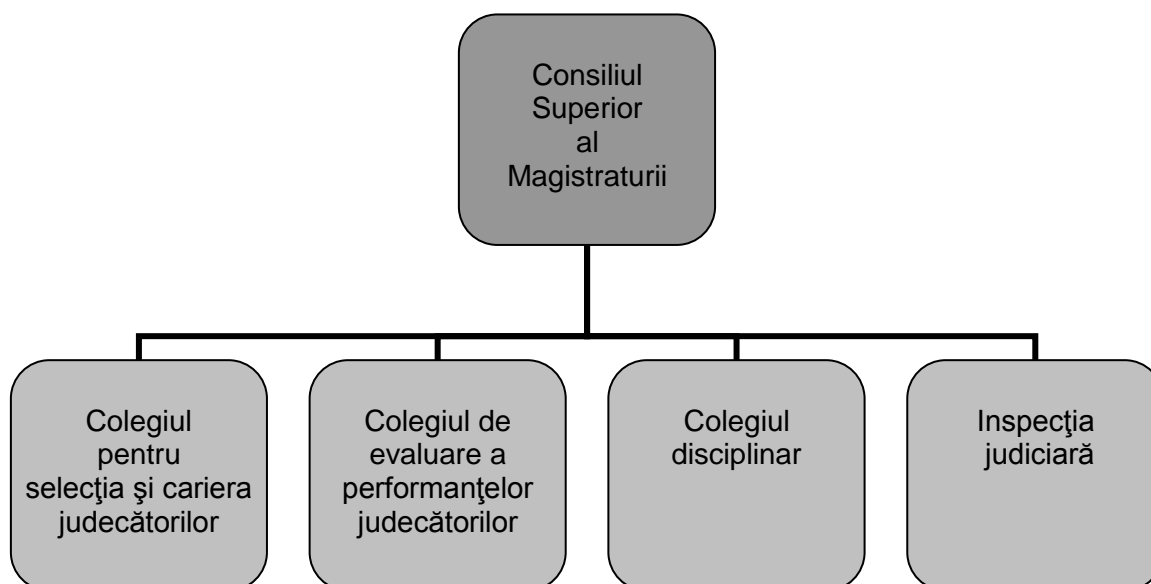 Consiliul
Superior
al
Magistraturii
Colegiul
pentru
selecţia şi cariera
judecătorilor
Colegiul de
evaluare a
performanţelor
judecătorilor
Colegiul
disciplinar
Inspecţia
judiciară